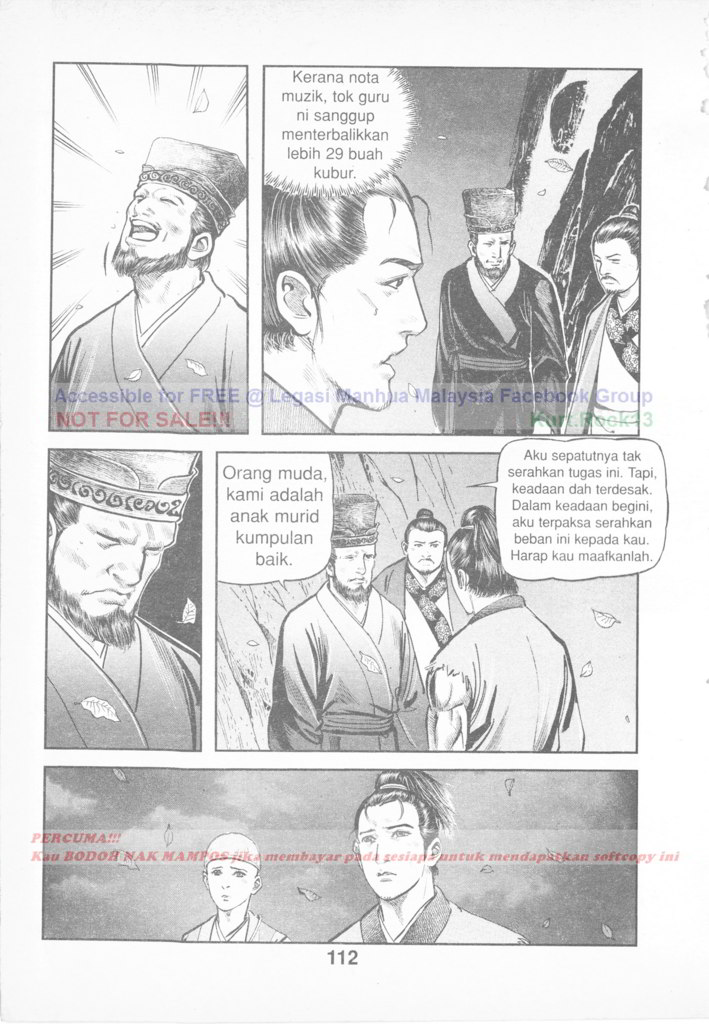 Kerana nota
muzik, tok guru
ni sanggup
menterbalikkan
lebih 29 buah
kubur.
Accessible for FREE @ Legasi Manhua Malaysia Facebook Group
NOT FOR SALE!!!
Kurt.Rock13
Orang muda,
kami adalah
anak murid
kumpulan
baik.
Aku sepatutnya tak
serahkan tugas ini. Tapi,
keadaan dah terdesak.
Dalam keadaan begini,
aku terpaksa serahkan
beban ini kepada kau.
Harap kau maafkanlah.
PERCUMA!!!
Kau BODOH NAK MAMPOS jika membayar pada sesiapa untuk mendapatkan softcopy ini
112